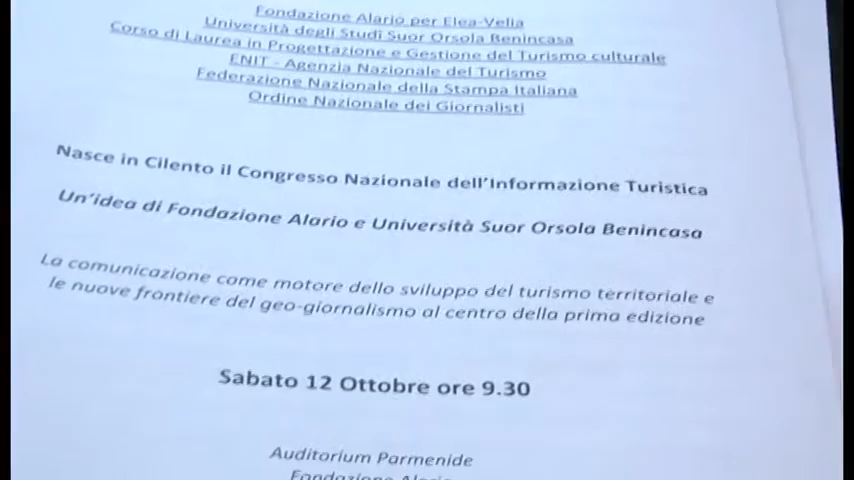 Fondazione Alario per Elea-Velia
Università degli Studi Suor Orsola Benincasa
Corso di Laurea in Progettazione e Gestione del Turismo culturale
ENIT - Agenzia Nazionale del Turismo
Federazione Nazionale della Stampa Italiana
Ordine Nazionale dei Giornalisti
Nasce in Cilento il Congresso Nazionale dell'Informazione Turistica
Un'idea di Fondazione Alario e Università Suor Orsola Benincasa
La comunicazione come motore dello sviluppo del turismo territoriale e
le nuove frontiere del geo-giornalismo al centro della prima edizione
Sabato 12 Ottobre ore 9.30
Auditorium Parmenide
Fondazione Alario